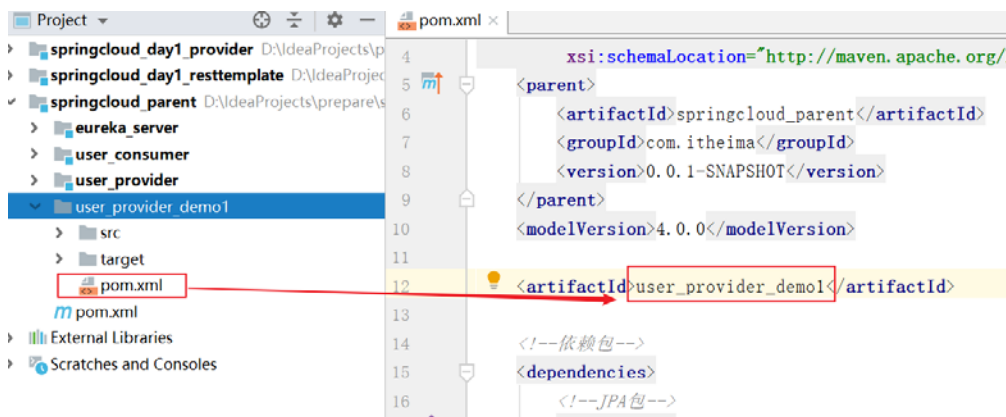 Project
springcloud_day1_provider D:\IdeaProjects\p
springcloud_day1_resttemplate D:\IdeaProjec
springcloud_parent D:\IdeaProjects\prepare\s
eureka_server
user_consumer
user_provider
user_provider_demo1
src
target
pom.xml
m pom.xml
External Libraries
Scratches and Consoles
pom.xml ×
4 xsi:schemaLocation="http://maven.apache.org/
5 m <parent>
6 <artifactId>springcloud_parent</artifactId>
7 <groupId>com.itheima</groupId>
8 <version>0.0.1-SNAPSHOT</version>
9 </parent>
10 <modelVersion>4.0.0</modelVersion>
11
12 <artifactId>user_provider_demo1</artifactId>
13
14 <!--依赖包-->
15 <dependencies>
16 <!--JPA包-->